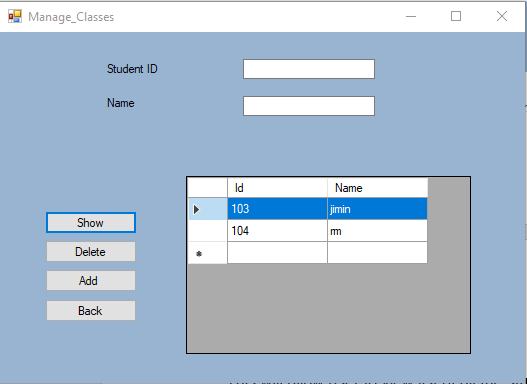 Manage_Classes
Student ID
Name
Id Name
103 jimin
104 rm
Show
Delete
Add
Back